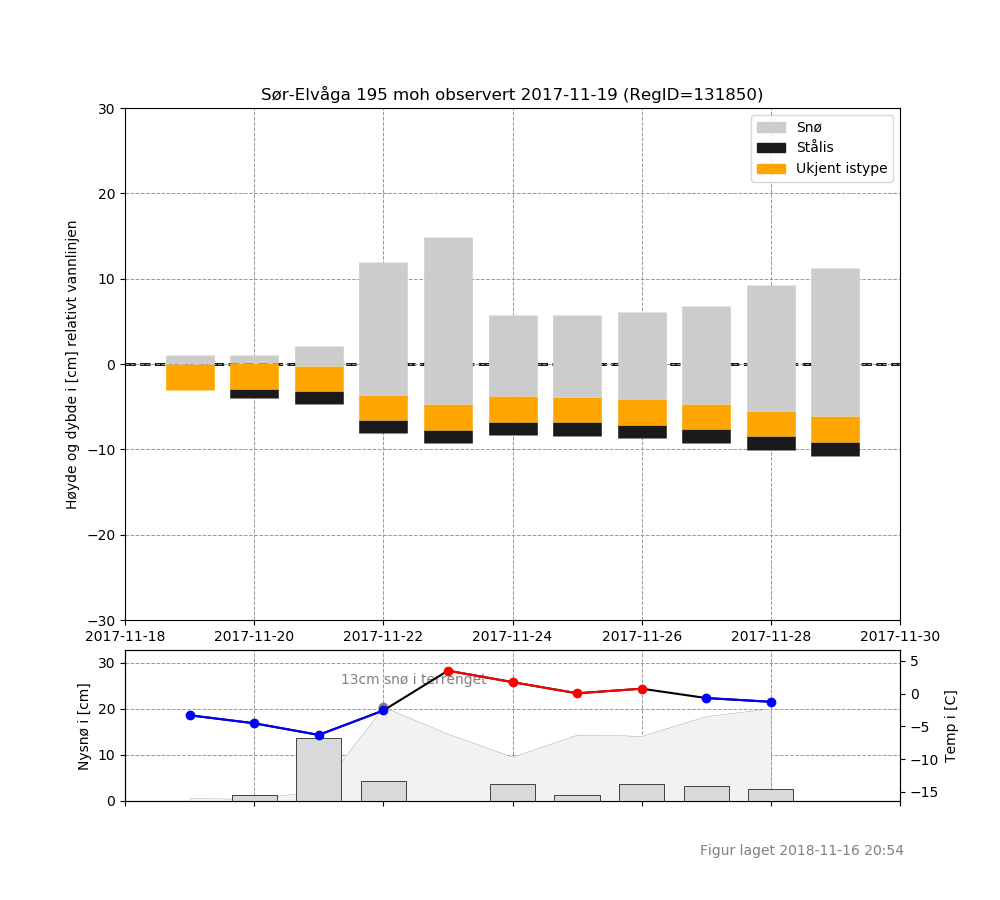 Sør-Elvåga 195 moh observert 2017-11-19 (RegID=131850)
Snø
Stålis
Ukjent istype
Høyde og dybde i [cm] relativt vannlinjen
30
20
10
0
−10
−20
−30
2017-11-18 2017-11-20 2017-11-22 2017-11-24 2017-11-26 2017-11-28 2017-11-30
Nysnø i [cm]
30
20
10
0
13cm snø i terrenget
5
0
−5
−10
−15
Temp i [C]
Figur laget 2018-11-16 20:54